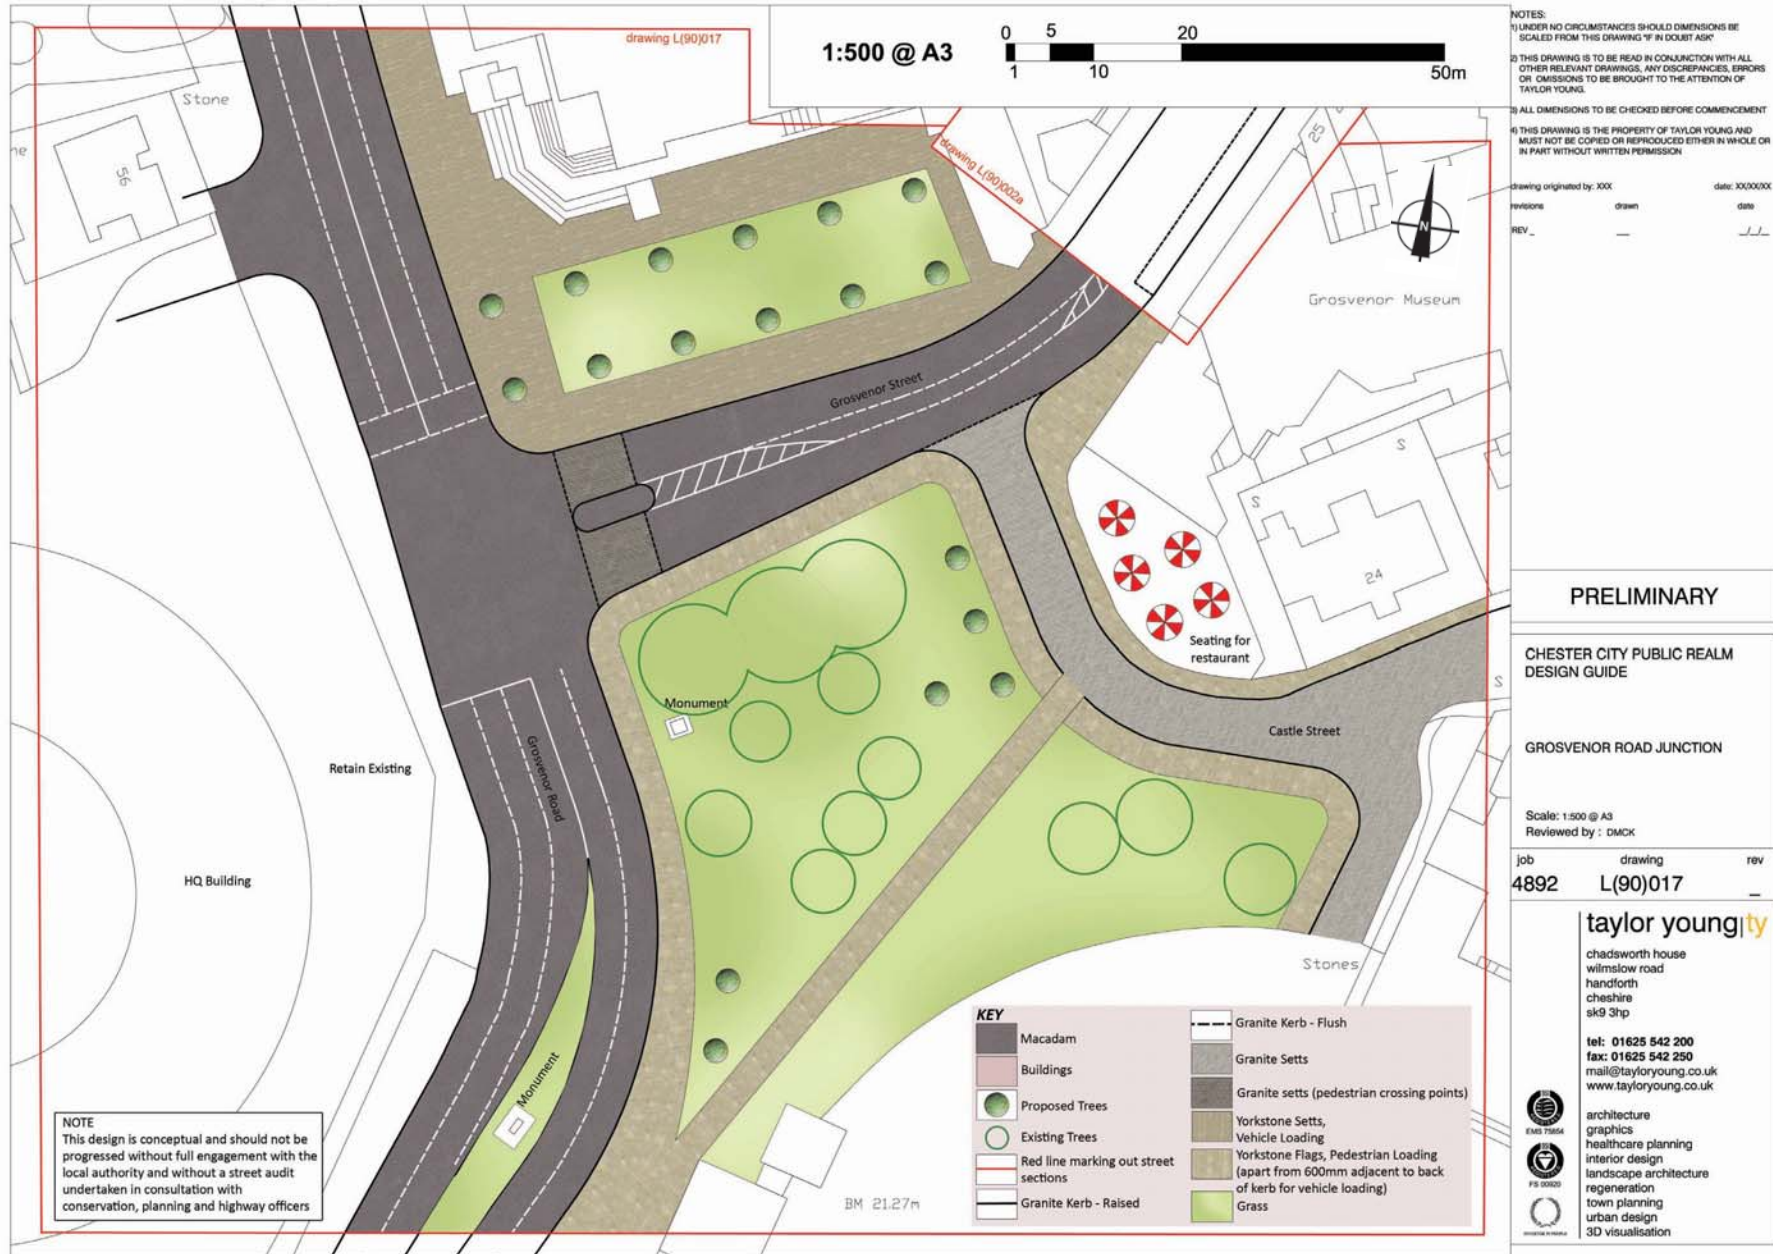 drawing L(90)017
1:500 @ A3
0 5 20
1 10 50m
Stone
56
drawing L(90)002a
25
Grosvenor Museum
N
Grosvenor Street
S
S
24
Seating for
restaurant
S
Monument
Castle Street
Grosvenor Road
Retain Existing
HQ Building
Stones
Monument
BM 21.27m
NOTE
This design is conceptual and should not be
progressed without full engagement with the
local authority and without a street audit
undertaken in consultation with
conservation, planning and highway officers
KEY
Macadam
Buildings
Proposed Trees
Existing Trees
Red line marking out street
sections
Granite Kerb - Raised
Granite Kerb - Flush
Granite Setts
Granite setts (pedestrian crossing points)
Yorkstone Setts,
Vehicle Loading
Yorkstone Flags, Pedestrian Loading
(apart from 600mm adjacent to back
of kerb for vehicle loading)
Grass
NOTES:
1) UNDER NO CIRCUMSTANCES SHOULD DIMENSIONS BE
SCALED FROM THIS DRAWING "IF IN DOUBT ASK"
2) THIS DRAWING IS TO BE READ IN CONJUNCTION WITH ALL
OTHER RELEVANT DRAWINGS, ANY DISCREPANCIES, ERRORS
OR OMISSIONS TO BE BROUGHT TO THE ATTENTION OF
TAYLOR YOUNG.
3) ALL DIMENSIONS TO BE CHECKED BEFORE COMMENCEMENT
4) THIS DRAWING IS THE PROPERTY OF TAYLOR YOUNG AND
MUST NOT BE COPIED OR REPRODUCED EITHER IN WHOLE OR
IN PART WITHOUT WRITTEN PERMISSION
drawing originated by: XXX date: XX/XX/XX
revisions drawn date
REV _ __ _/_/_
PRELIMINARY
CHESTER CITY PUBLIC REALM
DESIGN GUIDE
GROSVENOR ROAD JUNCTION
Scale: 1:500 @ A3
Reviewed by : DMCK
job drawing rev
4892 L(90)017 _
taylor young|ty
chadsworth house
wilmslow road
handforth
cheshire
sk9 3hp
tel: 01625 542 200
fax: 01625 542 250
mail@tayloryoung.co.uk
www.tayloryoung.co.uk
architecture
graphics
healthcare planning
interior design
landscape architecture
regeneration
town planning
urban design
3D visualisation
INVESTOR IN PEOPLE